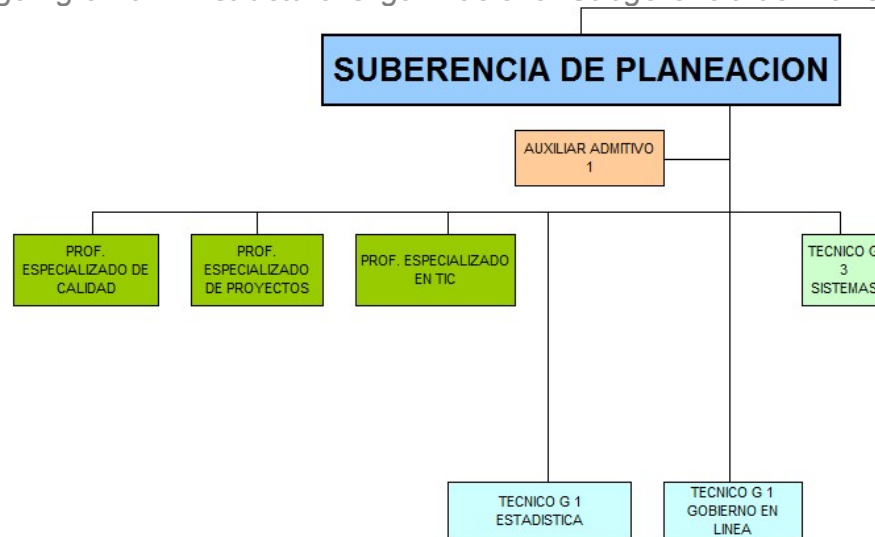 SUBERENCIA DE PLANEACION
AUXILIAR ADMITIVO
1
PROF.
ESPECIALIZADO DE
CALIDAD
PROF.
ESPECIALIZADO
DE PROYECTOS
PROF. ESPECIALIZADO
EN TIC
TECNICO G
3
SISTEMAS
TECNICO G 1
ESTADISTICA
TECNICO G 1
GOBIERNO EN
LINEA